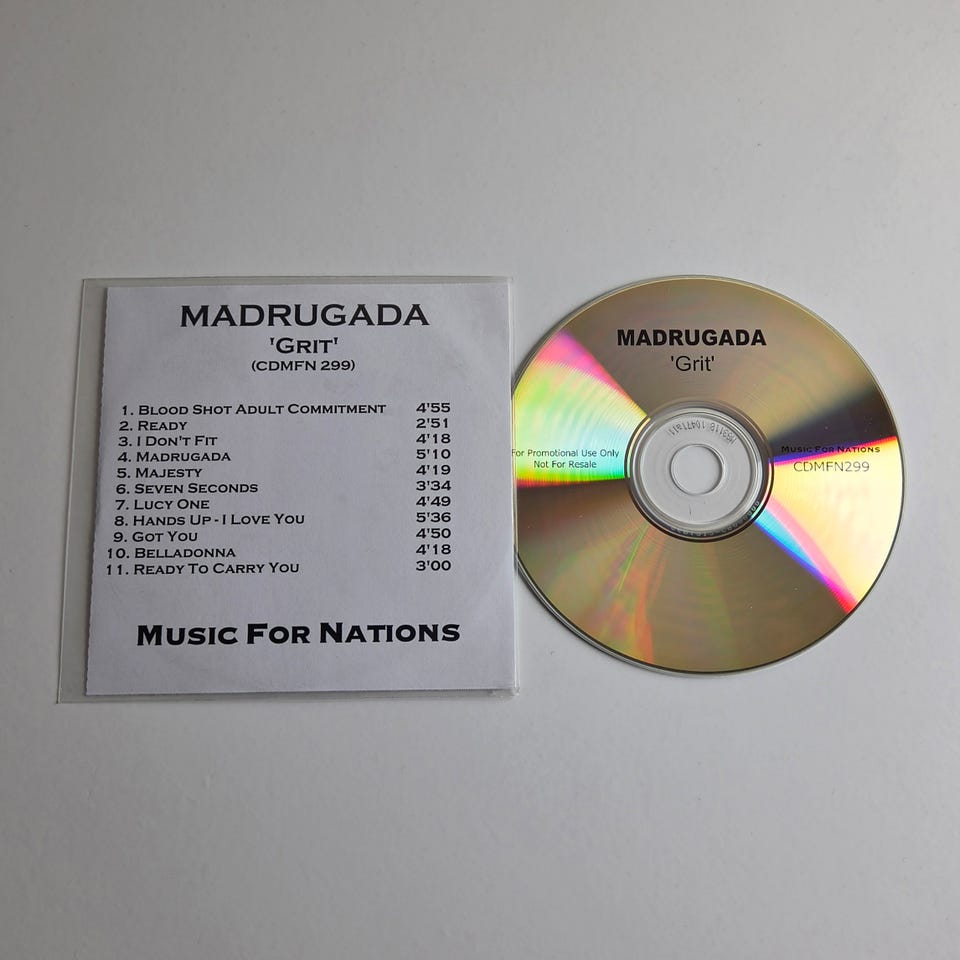 MADRUGADA
'GRIT'
(CDMFN 299)
1. BLOOD SHOT ADULT COMMITMENT 4'55
2. READY 2'51
3. I DON'T FIT 4'18
4. MADRUGADA 5'10
5. MAJESTY 4'19
6. SEVEN SECONDS 3'34
7. LUCY ONE 4'49
8. HANDS UP - I LOVE YOU 5'36
9. GOT YOU 4'50
10. BELLADONNA 4'18
11. READY TO CARRY YOU 3'00
MUSIC FOR NATIONS
MADRUGADA
'Grit'
For Promotional Use Only
Not For Resale
MUSIC FOR NATIONS
CDMFN299